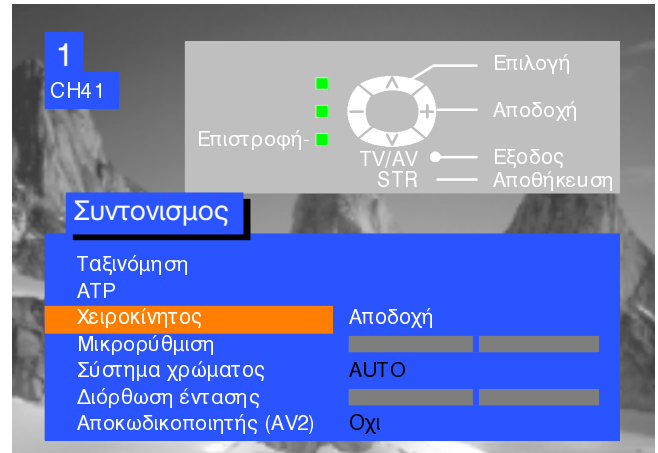 1
CH41
Επιλογή
Αποδοχή
Επιστροφή-
TV/AV Εξοδος
STR Αποθήκευση
Συντονισμος
Ταξινόμηση
ATP
Χειροκίνητος Αποδοχή
Μικρορύθμιση
Σύστημα χρώματος AUTO
Διόρθωση έντασης
Αποκωδικοποιητής (AV2) Οχι